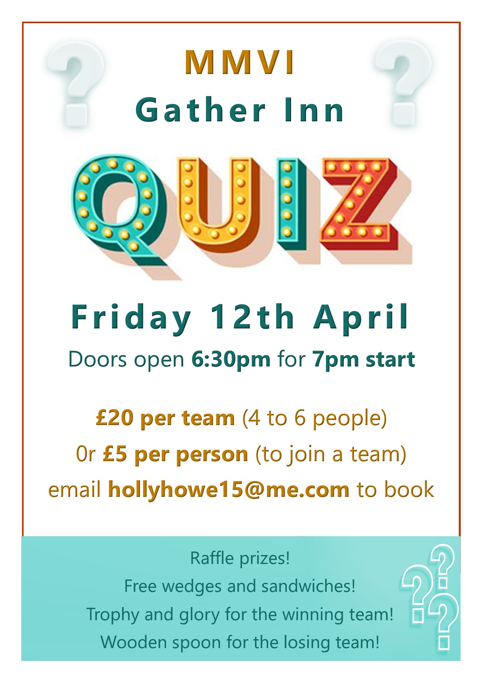 MMVI
Gather Inn
QUIZ
Friday 12th April
Doors open 6:30pm for 7pm start
£20 per team (4 to 6 people)
0r £5 per person (to join a team)
email hollyhowe15@me.com to book
Raffle prizes!
Free wedges and sandwiches!
Trophy and glory for the winning team!
Wooden spoon for the losing team!